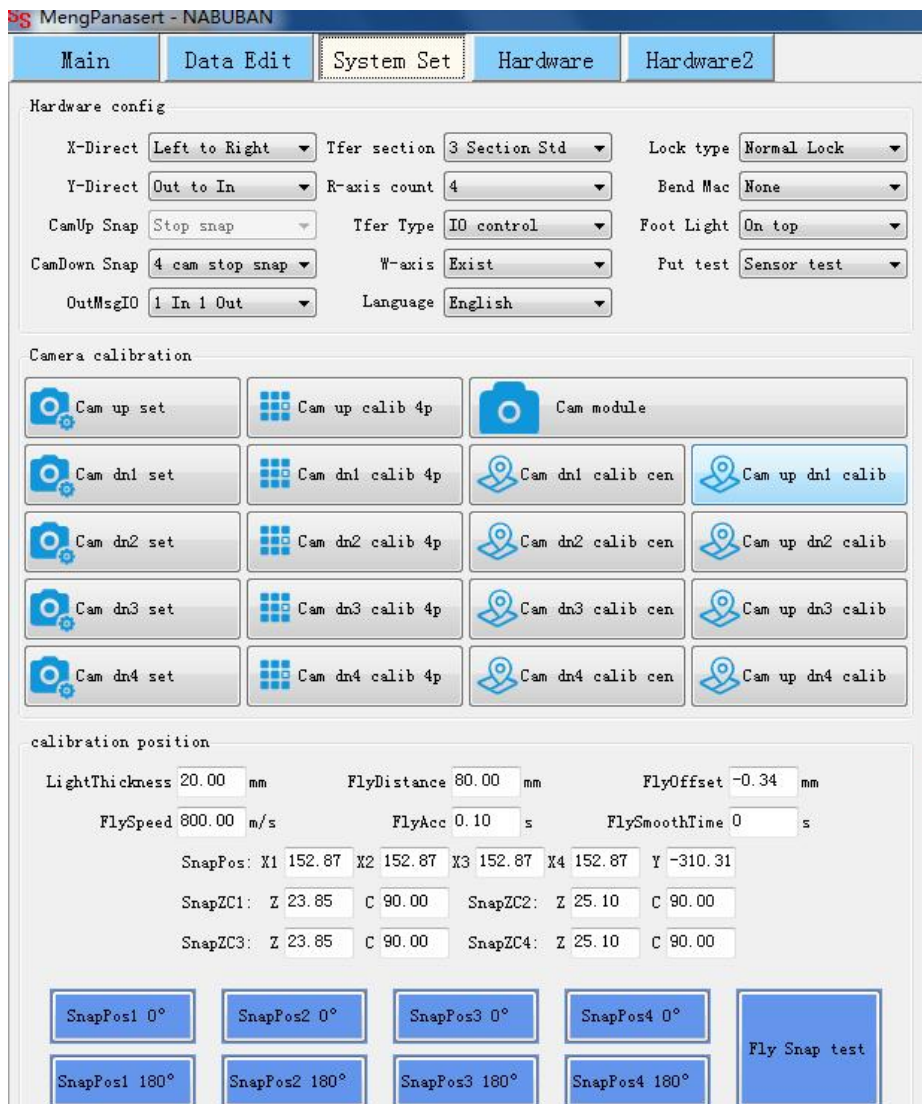 SS MengPanasert - NABUBAN
Main Data Edit System Set Hardware Hardware2
Hardware config
X-Direct Left to Right Tfer section 3 Section Std Lock type Normal Lock
Y-Direct Out to In R-axis count 4 Bend Mac None
CamUp Snap Stop snap Tfer Type IO control Foot Light On top
CamDown Snap 4 cam stop snap W-axis Exist Put test Sensor test
OutMsgIO 1 In 1 Out Language English
Camera calibration
Cam up set Cam up calib 4p Cam module
Cam dn1 set Cam dn1 calib 4p Cam dn1 calib cen Cam up dn1 calib
Cam dn2 set Cam dn2 calib 4p Cam dn2 calib cen Cam up dn2 calib
Cam dn3 set Cam dn3 calib 4p Cam dn3 calib cen Cam up dn3 calib
Cam dn4 set Cam dn4 calib 4p Cam dn4 calib cen Cam up dn4 calib
calibration position
LightThickness 20.00 mm FlyDistance 80.00 mm FlyOffset -0.34 mm
FlySpeed 800.00 m/s FlyAcc 0.10 s FlySmoothTime 0 s
SnapPos: X1 152.87 X2 152.87 X3 152.87 X4 152.87 Y -310.31
SnapZC1: Z 23.85 C 90.00 SnapZC2: Z 25.10 C 90.00
SnapZC3: Z 23.85 C 90.00 SnapZC4: Z 25.10 C 90.00
SnapPos1 0° SnapPos2 0° SnapPos3 0° SnapPos4 0°
Fly Snap test
SnapPos1 180° SnapPos2 180° SnapPos3 180° SnapPos4 180°